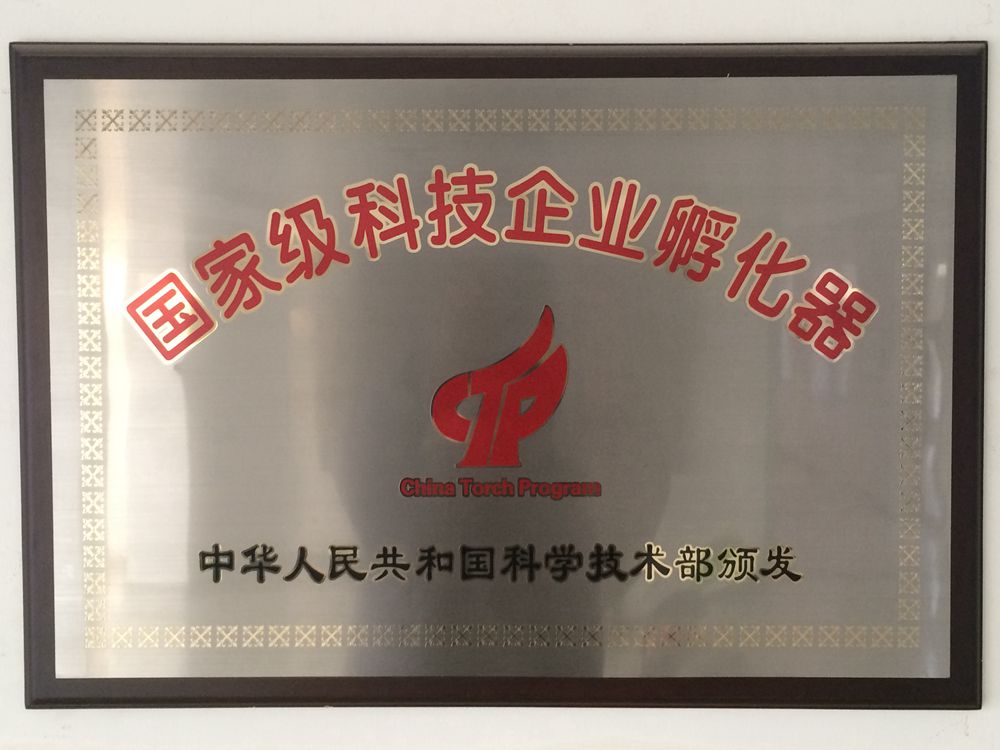 国家级科技企业孵化器
CTP
China Torch Program
中华人民共和国科学技术部颁发